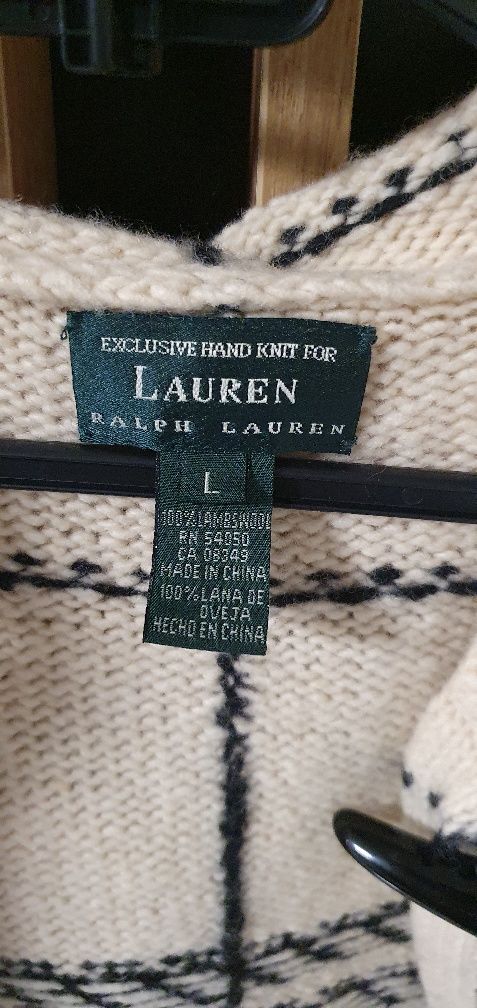 EXCLUSIVE HAND KNIT FOR
LAUREN
RALPH LAUREN
L
100% LAMBSWOOL
RN 54050
CA 08349
MADE IN CHINA
100% LANA DE
OVEJA
HECHO EN CHINA